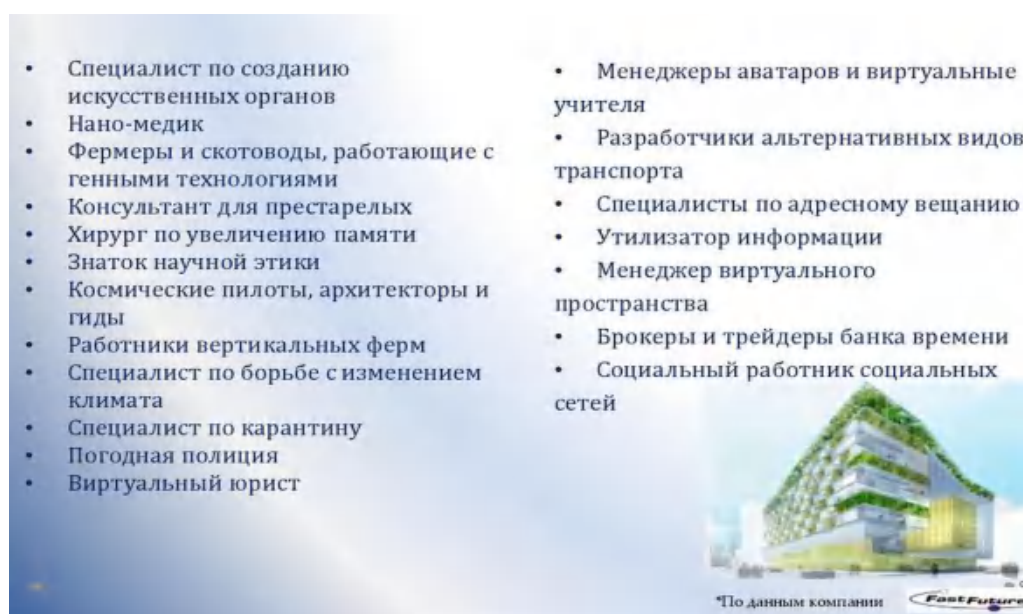 • Специалист по созданию
искусственных органов
• Нано-медик
• Фермеры и скотоводы, работающие с
генными технологиями
• Консультант для престарелых
• Хирург по увеличению памяти
• Знаток научной этики
• Космические пилоты, архитекторы и
гиды
• Работники вертикальных ферм
• Специалист по борьбе с изменением
климата
• Специалист по карантину
• Погодная полиция
• Виртуальный юрист
• Менеджеры аватаров и виртуальные
учителя
• Разработчики альтернативных видов
транспорта
• Специалисты по адресному вещанию
• Утилизатор информации
• Менеджер виртуального
пространства
• Брокеры и трейдеры банка времени
• Социальный работник социальных
сетей
*По данным компании
FastFuture